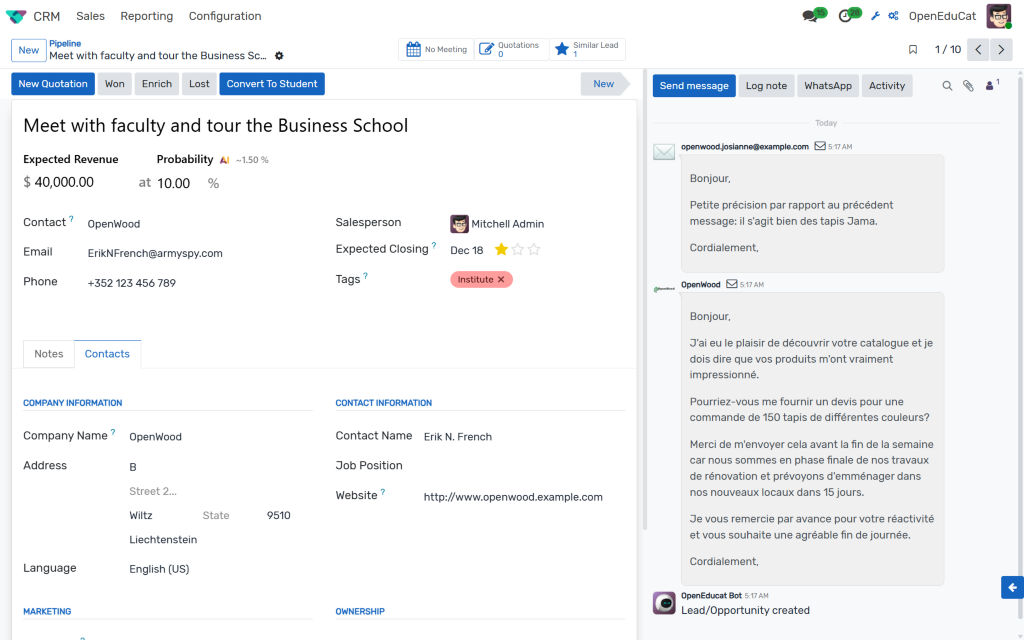 CRM Sales Reporting Configuration 15 28 OpenEduCat
New Pipeline
Meet with faculty and tour the Business Sc...
No Meeting
Quotations
0
Similar Lead
1
1 / 10
New Quotation Won Enrich Lost Convert To Student New
Send message Log note WhatsApp Activity 1
Meet with faculty and tour the Business School
Expected Revenue Probability AI ~1.50 %
$ 40,000.00 at 10.00 %
Contact ? OpenWood
Email ErikNFrench@armyspy.com
Phone +352 123 456 789
Salesperson Mitchell Admin
Expected Closing ? Dec 18
Tags ? Institute ✕
Notes Contacts
COMPANY INFORMATION
Company Name ? OpenWood
Address B
Street 2...
Wiltz State 9510
Liechtenstein
Language English (US)
CONTACT INFORMATION
Contact Name Erik N. French
Job Position
Website ? http://www.openwood.example.com
MARKETING
?
OWNERSHIP
Today
openwood.josianne@example.com 5:17 AM
Bonjour,
Petite précision par rapport au précédent
message: il s'agit bien des tapis Jama.
Cordialement,
OpenWood 5:17 AM
Bonjour,
J'ai eu le plaisir de découvrir votre catalogue et je
dois dire que vos produits m'ont vraiment
impressionné.
Pourriez-vous me fournir un devis pour une
commande de 150 tapis de différentes couleurs?
Merci de m'envoyer cela avant la fin de la semaine
car nous sommes en phase finale de nos travaux
de rénovation et prévoyons d'emménager dans
nos nouveaux locaux dans 15 jours.
Je vous remercie par avance pour votre réactivité
et vous souhaite une agréable fin de journée.
Cordialement,
OpenEducat Bot 5:17 AM
Lead/Opportunity created